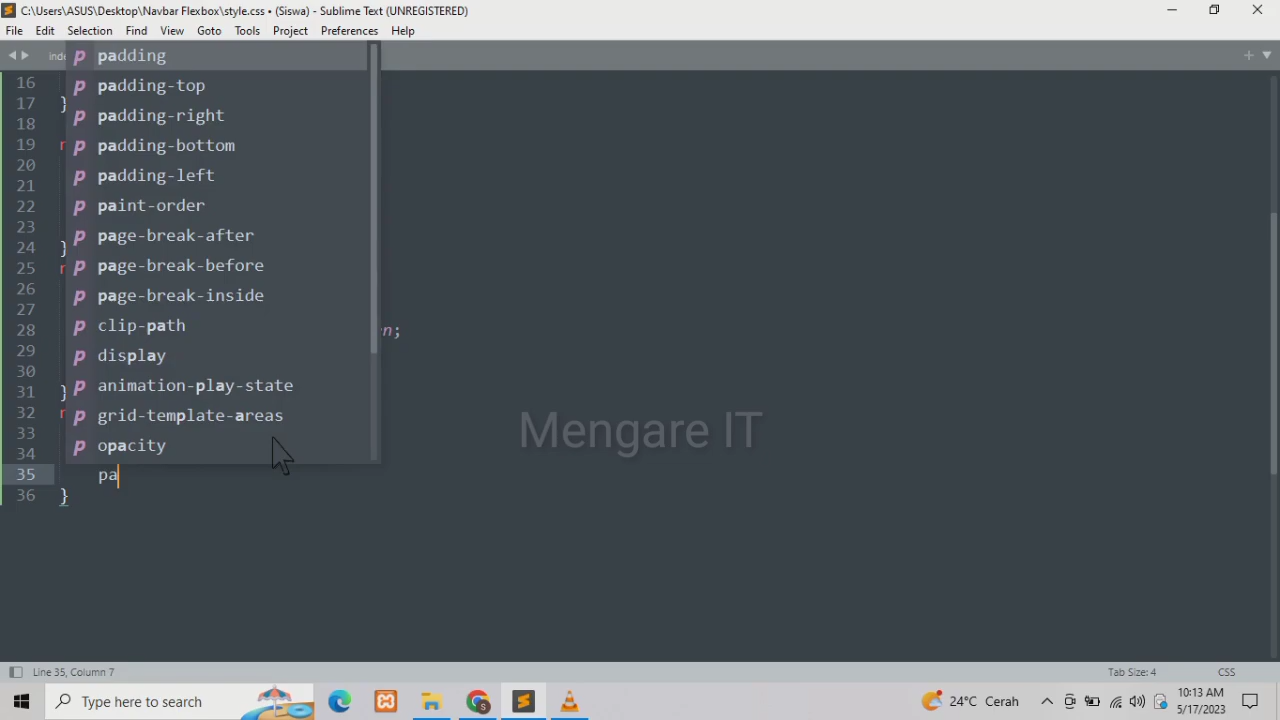 C:\Users\ASUS\Desktop\Navbar Flexbox\style.css • (Siswa) - Sublime Text (UNREGISTERED)
File Edit Selection Find View Goto Tools Project Preferences Help
inde
p padding
p padding-top
p padding-right
p padding-bottom
p padding-left
p paint-order
p page-break-after
p page-break-before
p page-break-inside
p clip-path
p display
p animation-play-state
p grid-template-areas
p opacity
16
17 }
18
19 n
20
21
22
23
24 }
25 n
26
27
28 n;
29
30
31 }
32 n
33
34
35 pa
36 }
Mengare IT
Line 35, Column 7
Tab Size: 4
CSS
Type here to search
24°C Cerah
10:13 AM
5/17/2023